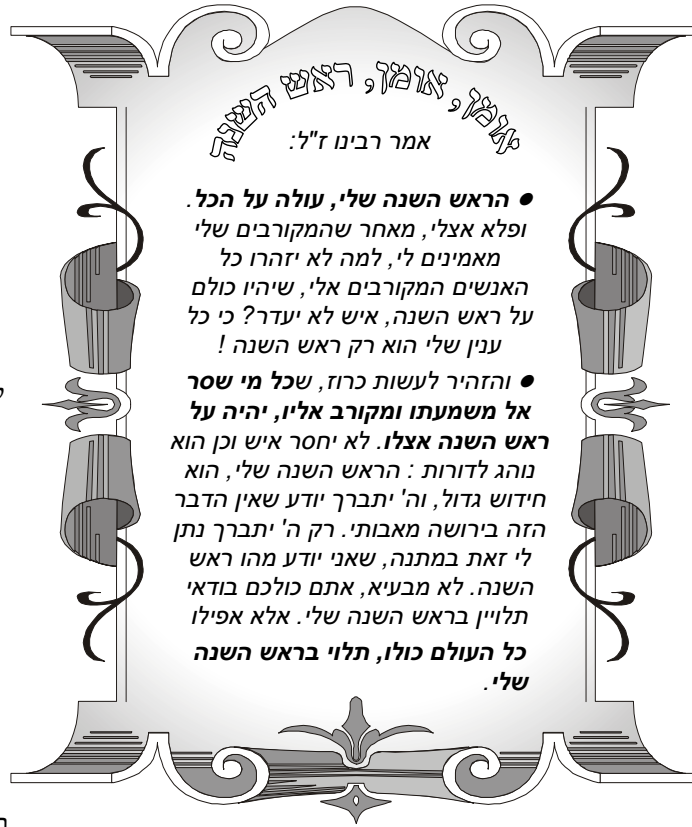 אומן, אומן, ראש השנה
אמר רבינו ז"ל:
● הראש השנה שלי, עולה על הכל.
ופלא אצלי, מאחר שהמקורבים שלי
מאמינים לי, למה לא יזהרו כל
האנשים המקורבים אלי, שיהיו כולם
על ראש השנה, איש לא יעדר? כי כל
ענין שלי הוא רק ראש השנה !
● והזהיר לעשות כרוז, שכל מי שסר
אל משמעתו ומקורב אליו, יהיה על
ראש השנה אצלו. לא יחסר איש וכן הוא
נוהג לדורות : הראש השנה שלי, הוא
חידוש גדול, וה' יתברך יודע שאין הדבר
הזה בירושה מאבותי. רק ה' יתברך נתן
לי זאת במתנה, שאני יודע מהו ראש
השנה. לא מבעיא, אתם כולכם בודאי
תלויין בראש השנה שלי. אלא אפילו
כל העולם כולו, תלוי בראש השנה
שלי.